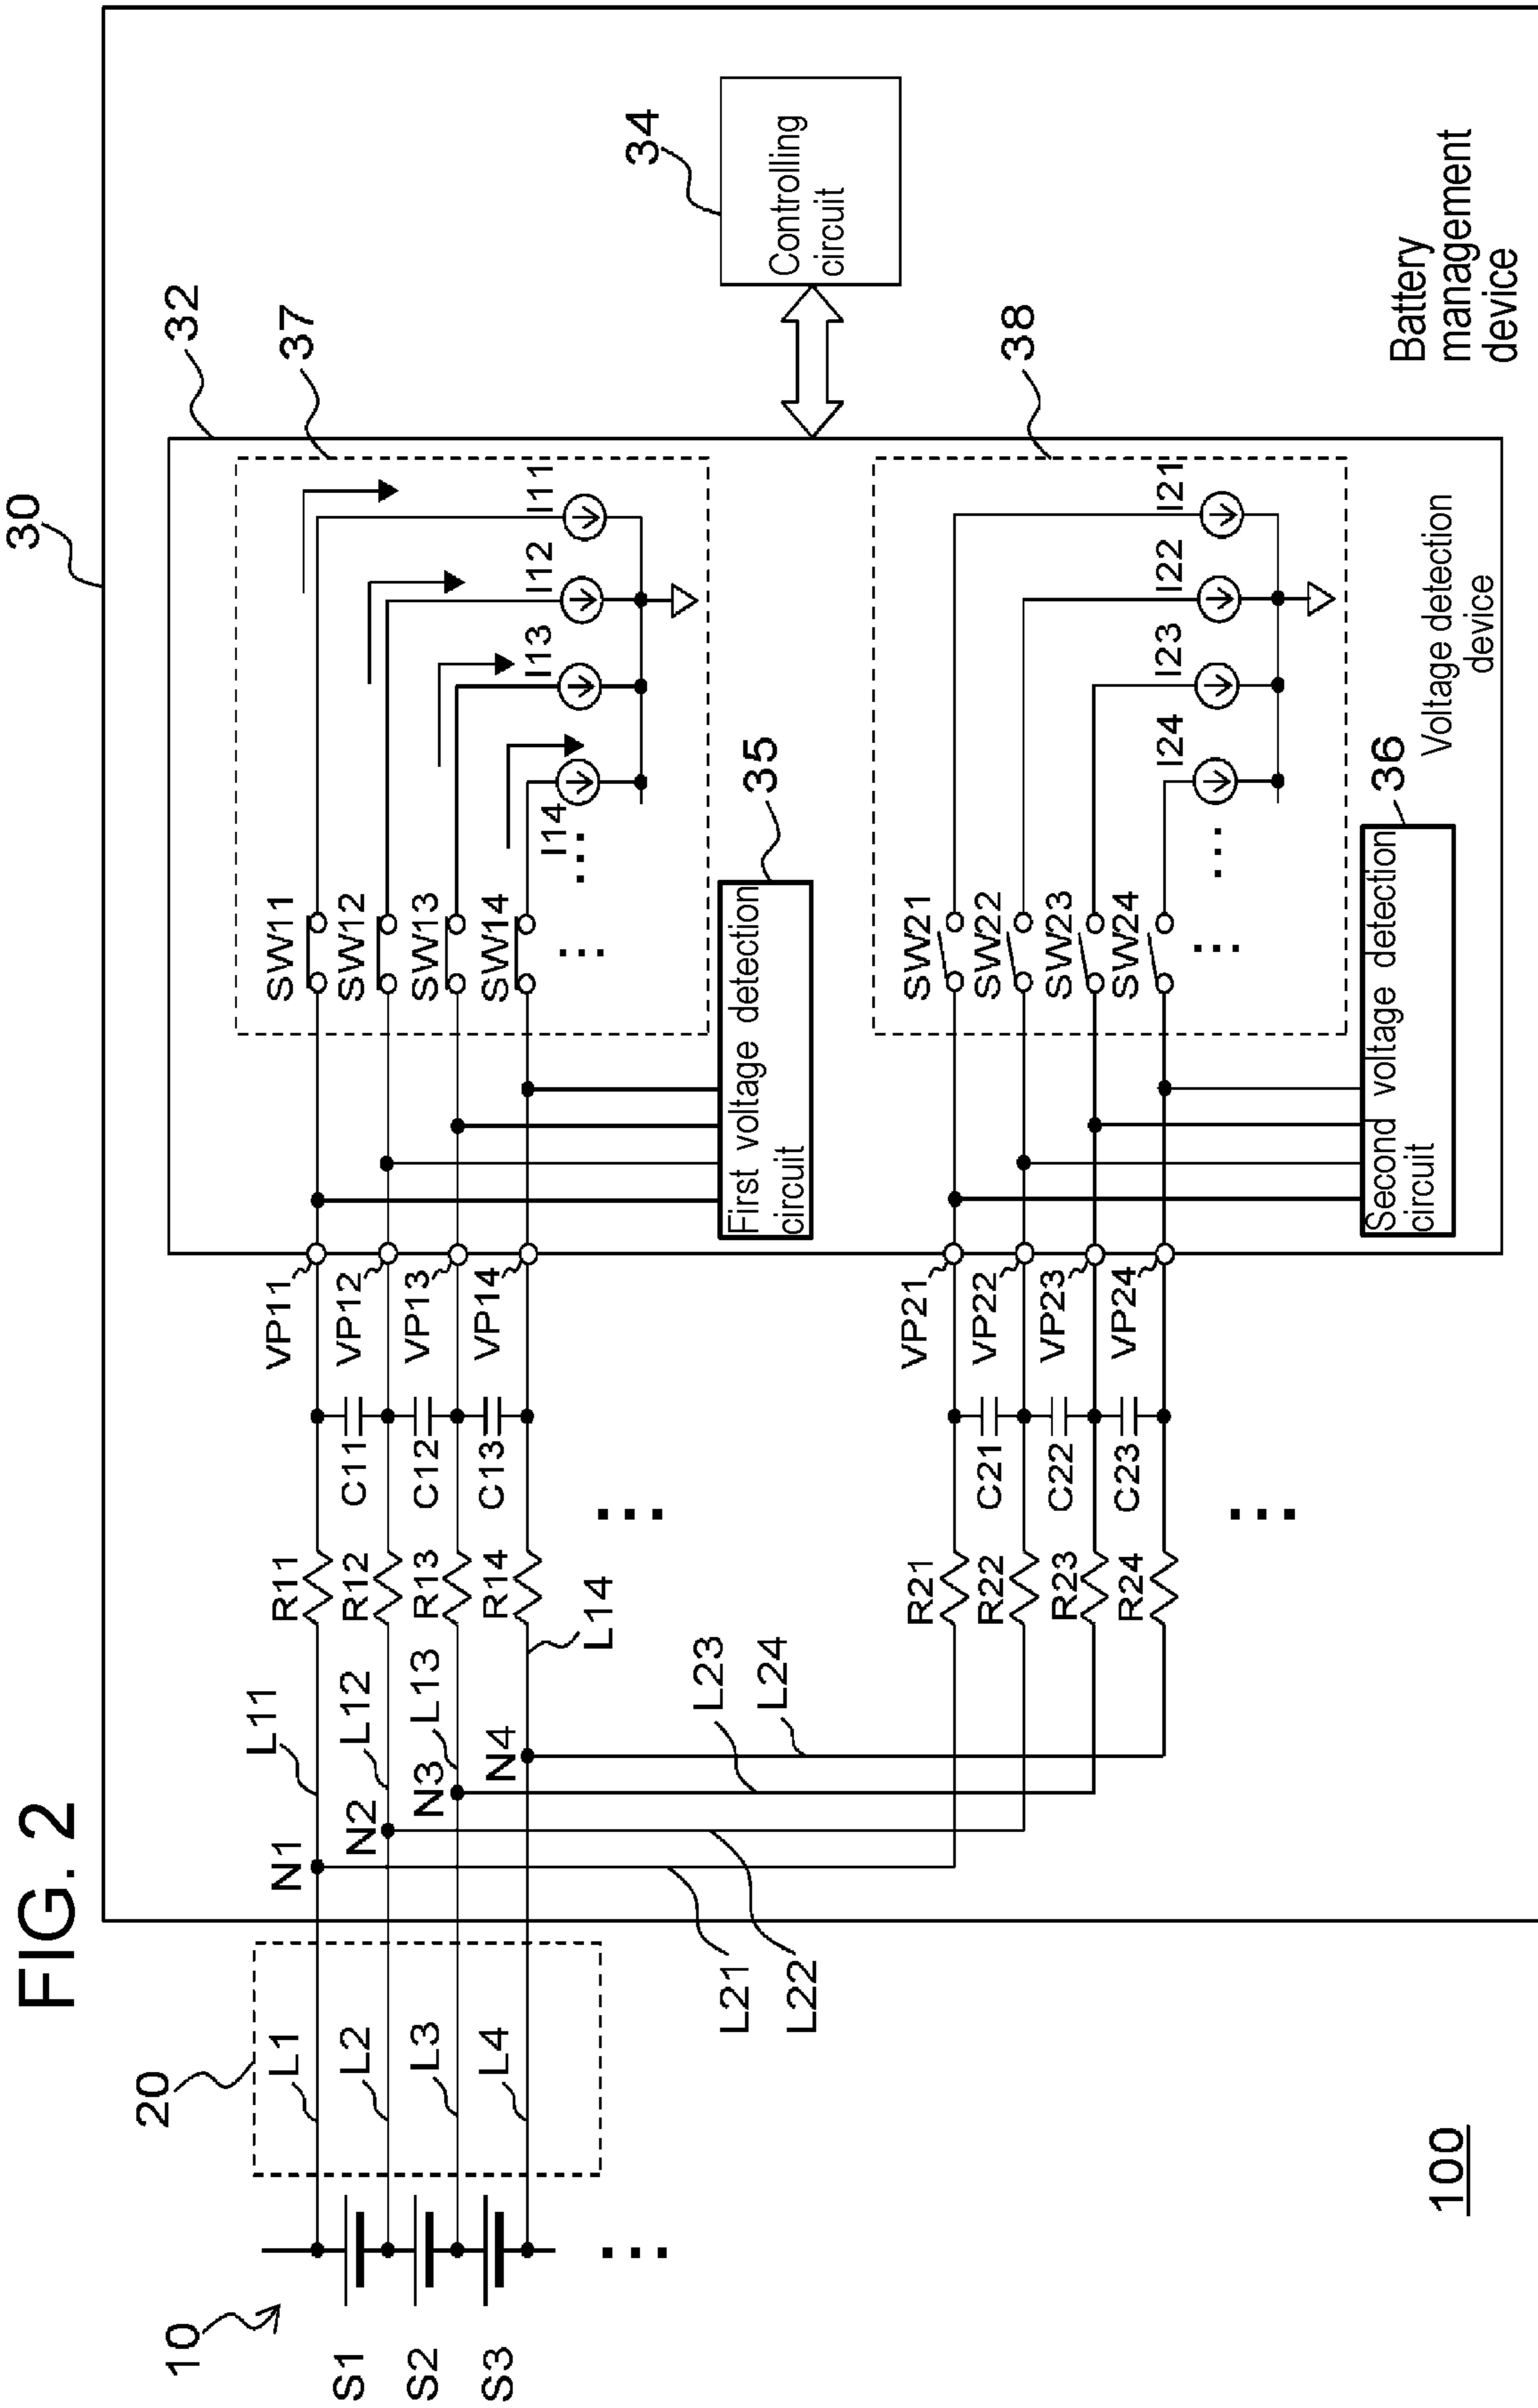 FIG. 2
30
32
37
34
Controlling
circuit
38
Battery
management
device
20
10
L1
L2
L3
L4
S1
S2
S3
N1
N2
N3
N4
L11
L12
L13
L14
L21
L22
L23
L24
R11
R12
R13
R14
C11
C12
C13
VP11
VP12
VP13
VP14
SW11
SW12
SW13
SW14
...
I11
I12
I13
I14
...
First voltage detection
circuit
35
...
R21
R22
R23
R24
C21
C22
C23
VP21
VP22
VP23
VP24
SW21
SW22
SW23
SW24
...
I21
I22
I23
I24
...
Second voltage detection
circuit
36
Voltage detection
device
...
...
100